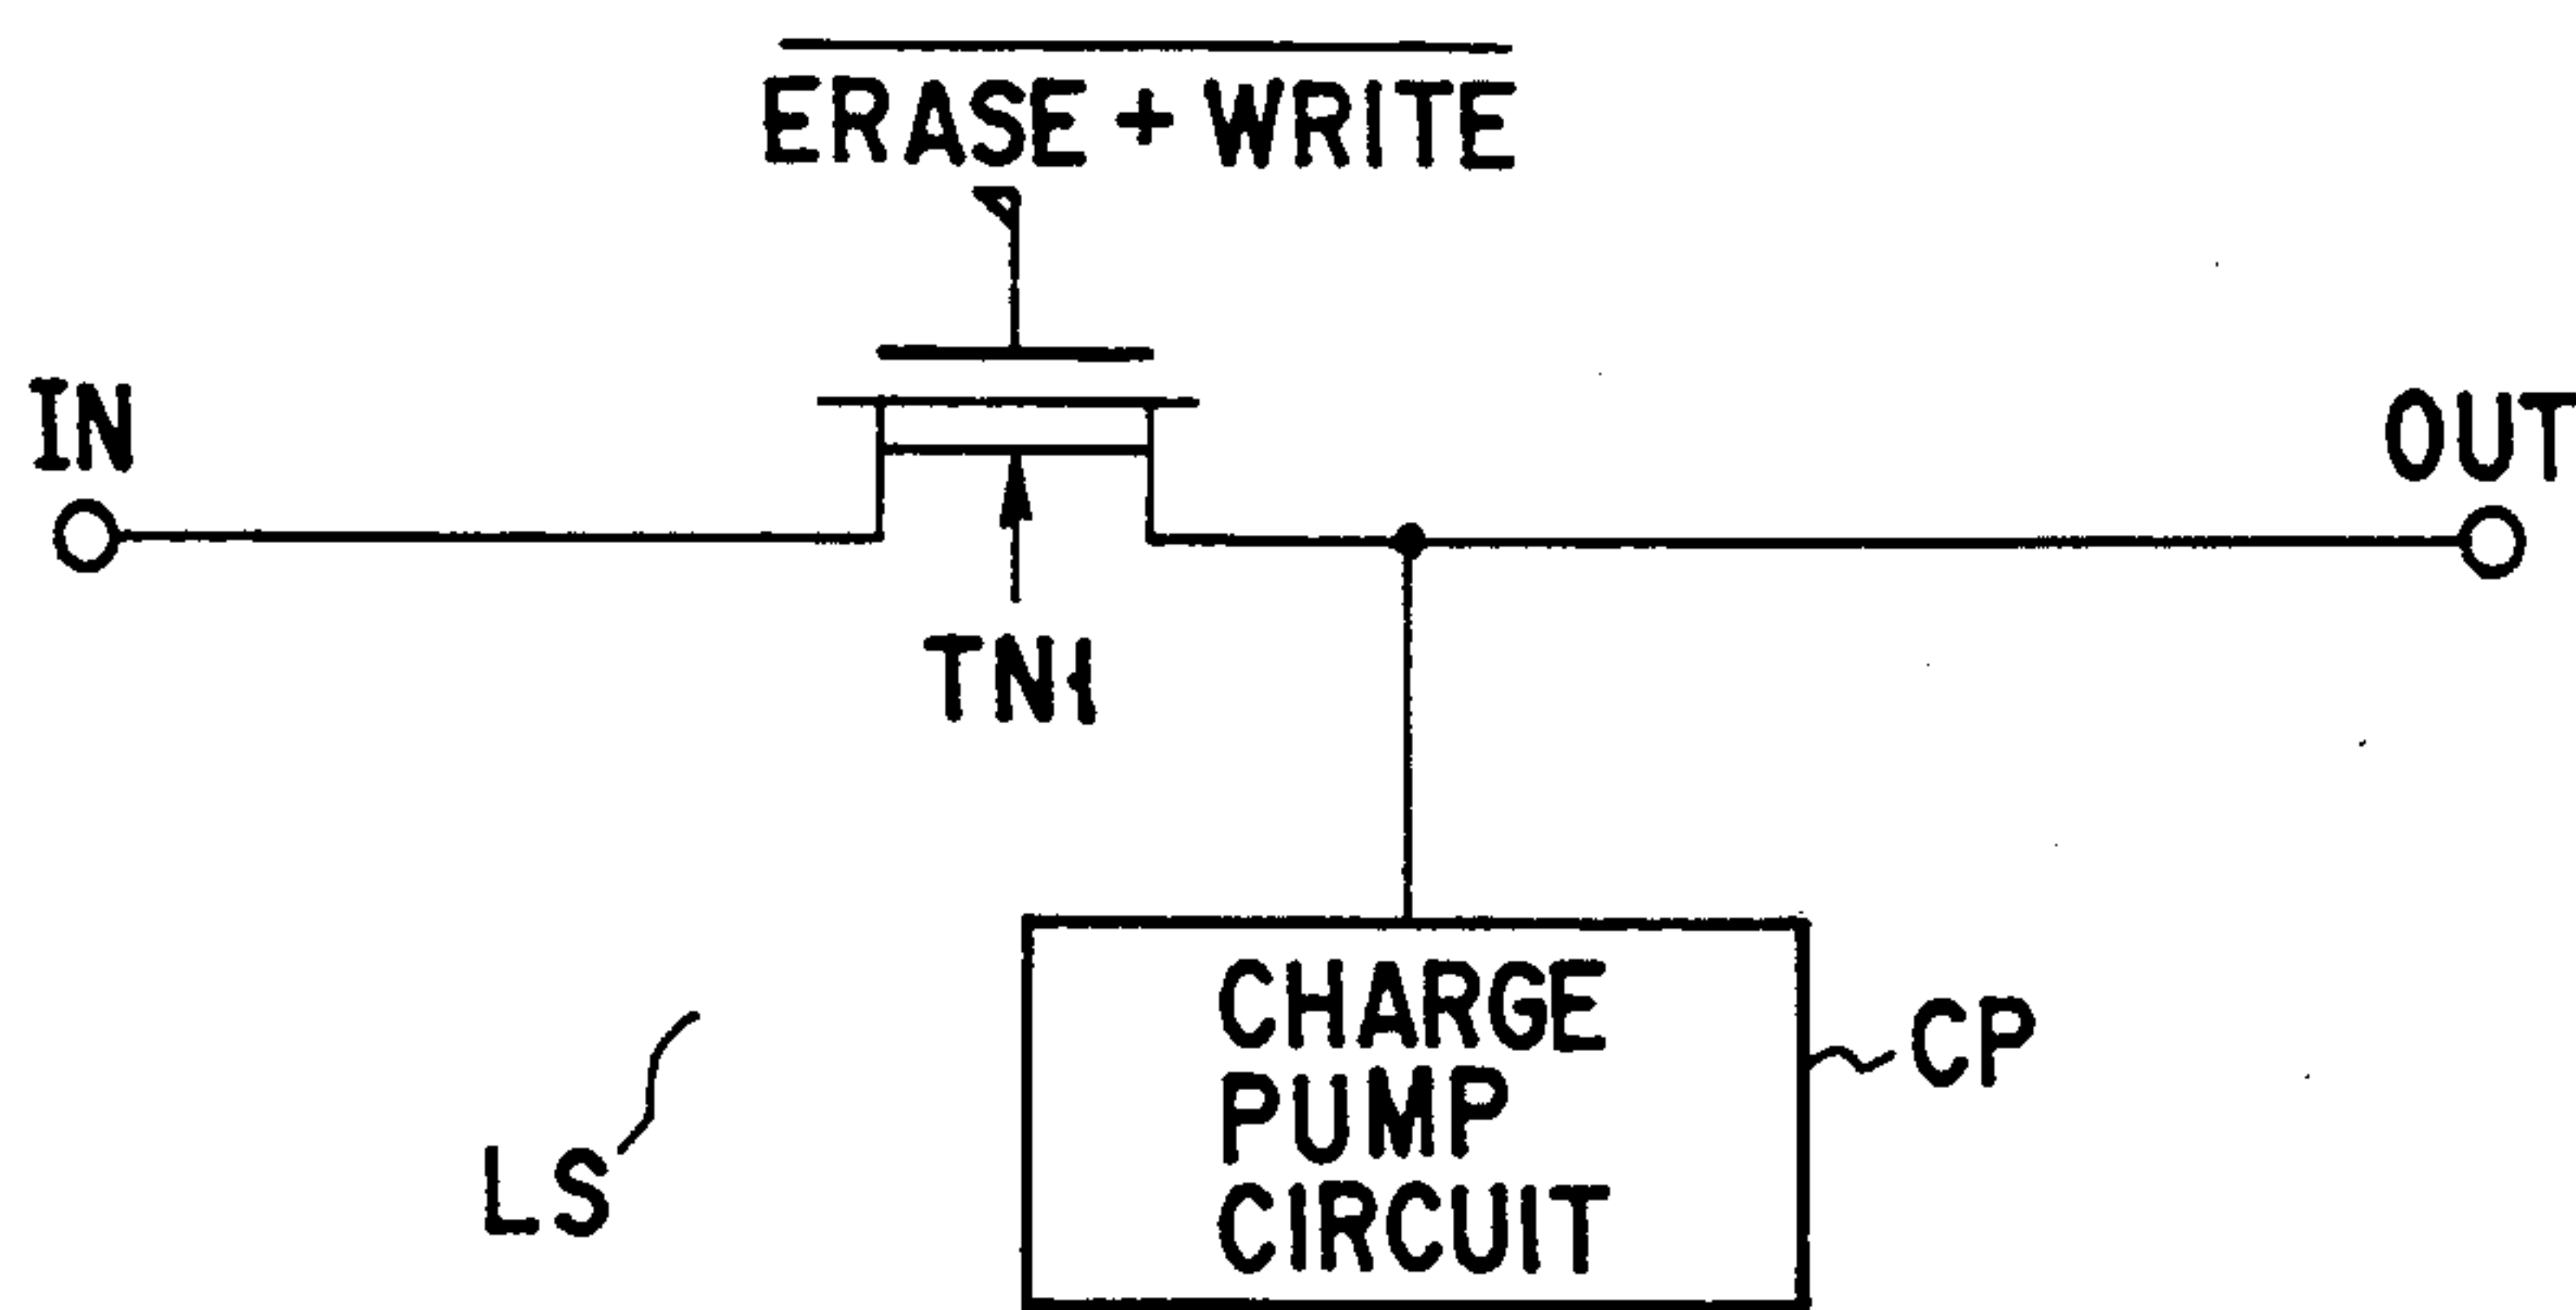 ERASE + WRITE
IN
OUT
TN1
CHARGE
PUMP
CIRCUIT
CP
LS